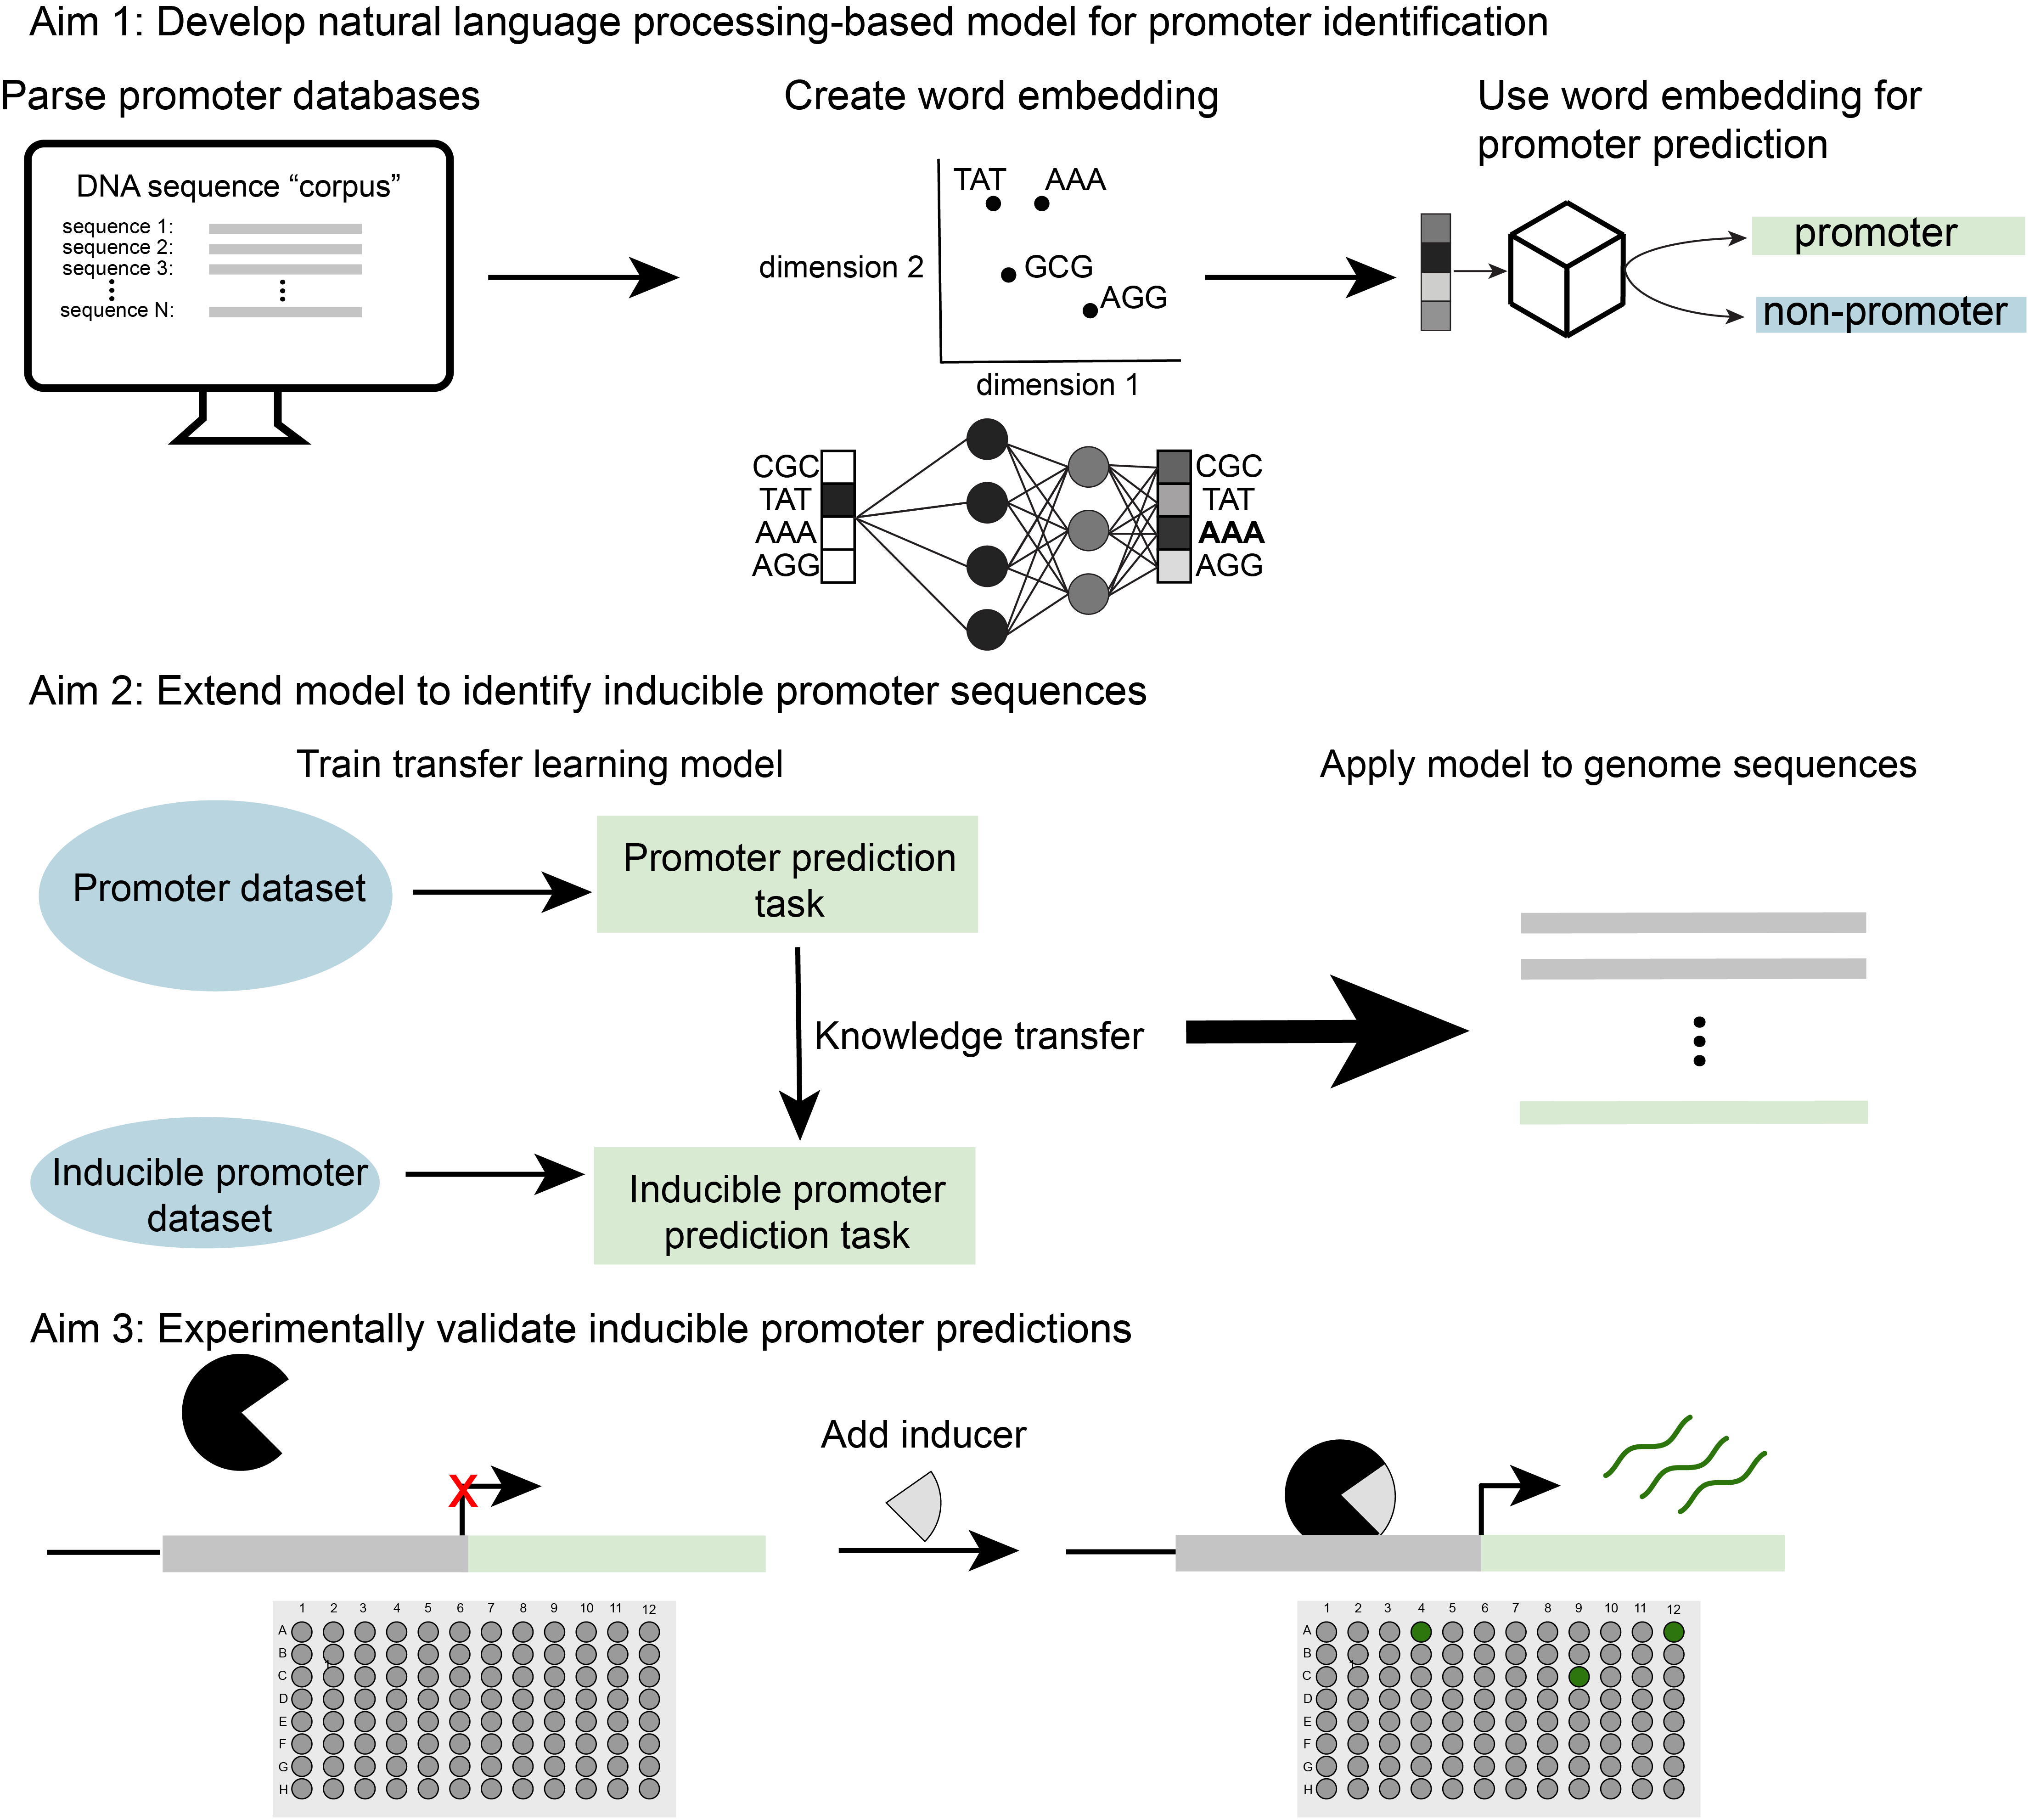 Aim 1: Develop natural language processing-based model for promoter identification
Parse promoter databases
DNA sequence “corpus”
sequence 1:
sequence 2:
sequence 3:
sequence N:
Create word embedding
TAT AAA
GCG
AGG
dimension 2
dimension 1
CGC
TAT
AAA
AGG
CGC
TAT
AAA
AGG
Use word embedding for
promoter prediction
promoter
non-promoter
Aim 2: Extend model to identify inducible promoter sequences
Train transfer learning model
Promoter dataset
Promoter prediction
task
Knowledge transfer
Inducible promoter
dataset
Inducible promoter
prediction task
Apply model to genome sequences
Aim 3: Experimentally validate inducible promoter predictions
X
Add inducer
1 2 3 4 5 6 7 8 9 10 11 12
A
B
1
C
D
E
F
G
H
1 2 3 4 5 6 7 8 9 10 11 12
A
B
1
C
D
E
F
G
H